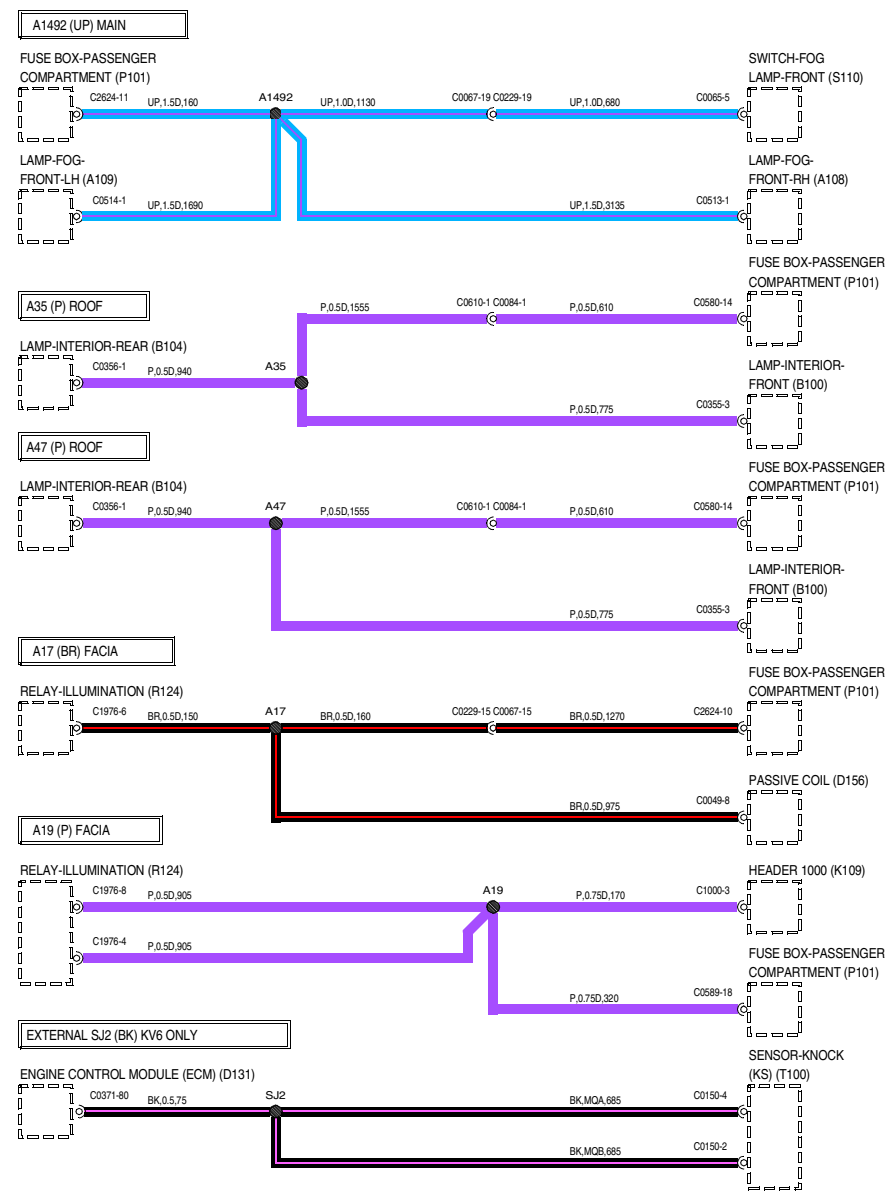 A1492 (UP) MAIN
FUSE BOX-PASSENGER
COMPARTMENT (P101)
SWITCH-FOG
LAMP-FRONT (S110)
C2624-11
UP,1.5D,160
A1492
UP,1.0D,1130
C0067-19 C0229-19
UP,1.0D,680
C0065-5
LAMP-FOG-
FRONT-LH (A109)
LAMP-FOG-
FRONT-RH (A108)
C0514-1
UP,1.5D,1690
UP,1.5D,3135
C0513-1
FUSE BOX-PASSENGER
COMPARTMENT (P101)
A35 (P) ROOF
P,0.5D,1555
C0610-1 C0084-1
P,0.5D,610
C0580-14
LAMP-INTERIOR-REAR (B104)
C0356-1
P,0.5D,940
A35
LAMP-INTERIOR-
FRONT (B100)
P,0.5D,775
C0355-3
A47 (P) ROOF
FUSE BOX-PASSENGER
COMPARTMENT (P101)
LAMP-INTERIOR-REAR (B104)
C0356-1
P,0.5D,940
A47
P,0.5D,1555
C0610-1 C0084-1
P,0.5D,610
C0580-14
LAMP-INTERIOR-
FRONT (B100)
P,0.5D,775
C0355-3
A17 (BR) FACIA
FUSE BOX-PASSENGER
COMPARTMENT (P101)
RELAY-ILLUMINATION (R124)
C1976-6
BR,0.5D,150
A17
BR,0.5D,160
C0229-15 C0067-15
BR,0.5D,1270
C2624-10
PASSIVE COIL (D156)
BR,0.5D,975
C0049-8
A19 (P) FACIA
RELAY-ILLUMINATION (R124)
HEADER 1000 (K109)
C1976-8
P,0.5D,905
A19
P,0.75D,170
C1000-3
C1976-4
P,0.5D,905
FUSE BOX-PASSENGER
COMPARTMENT (P101)
P,0.75D,320
C0589-18
EXTERNAL SJ2 (BK) KV6 ONLY
SENSOR-KNOCK
(KS) (T100)
ENGINE CONTROL MODULE (ECM) (D131)
C0371-80
BK,0.5,75
SJ2
BK,MQA,685
C0150-4
BK,MQB,685
C0150-2